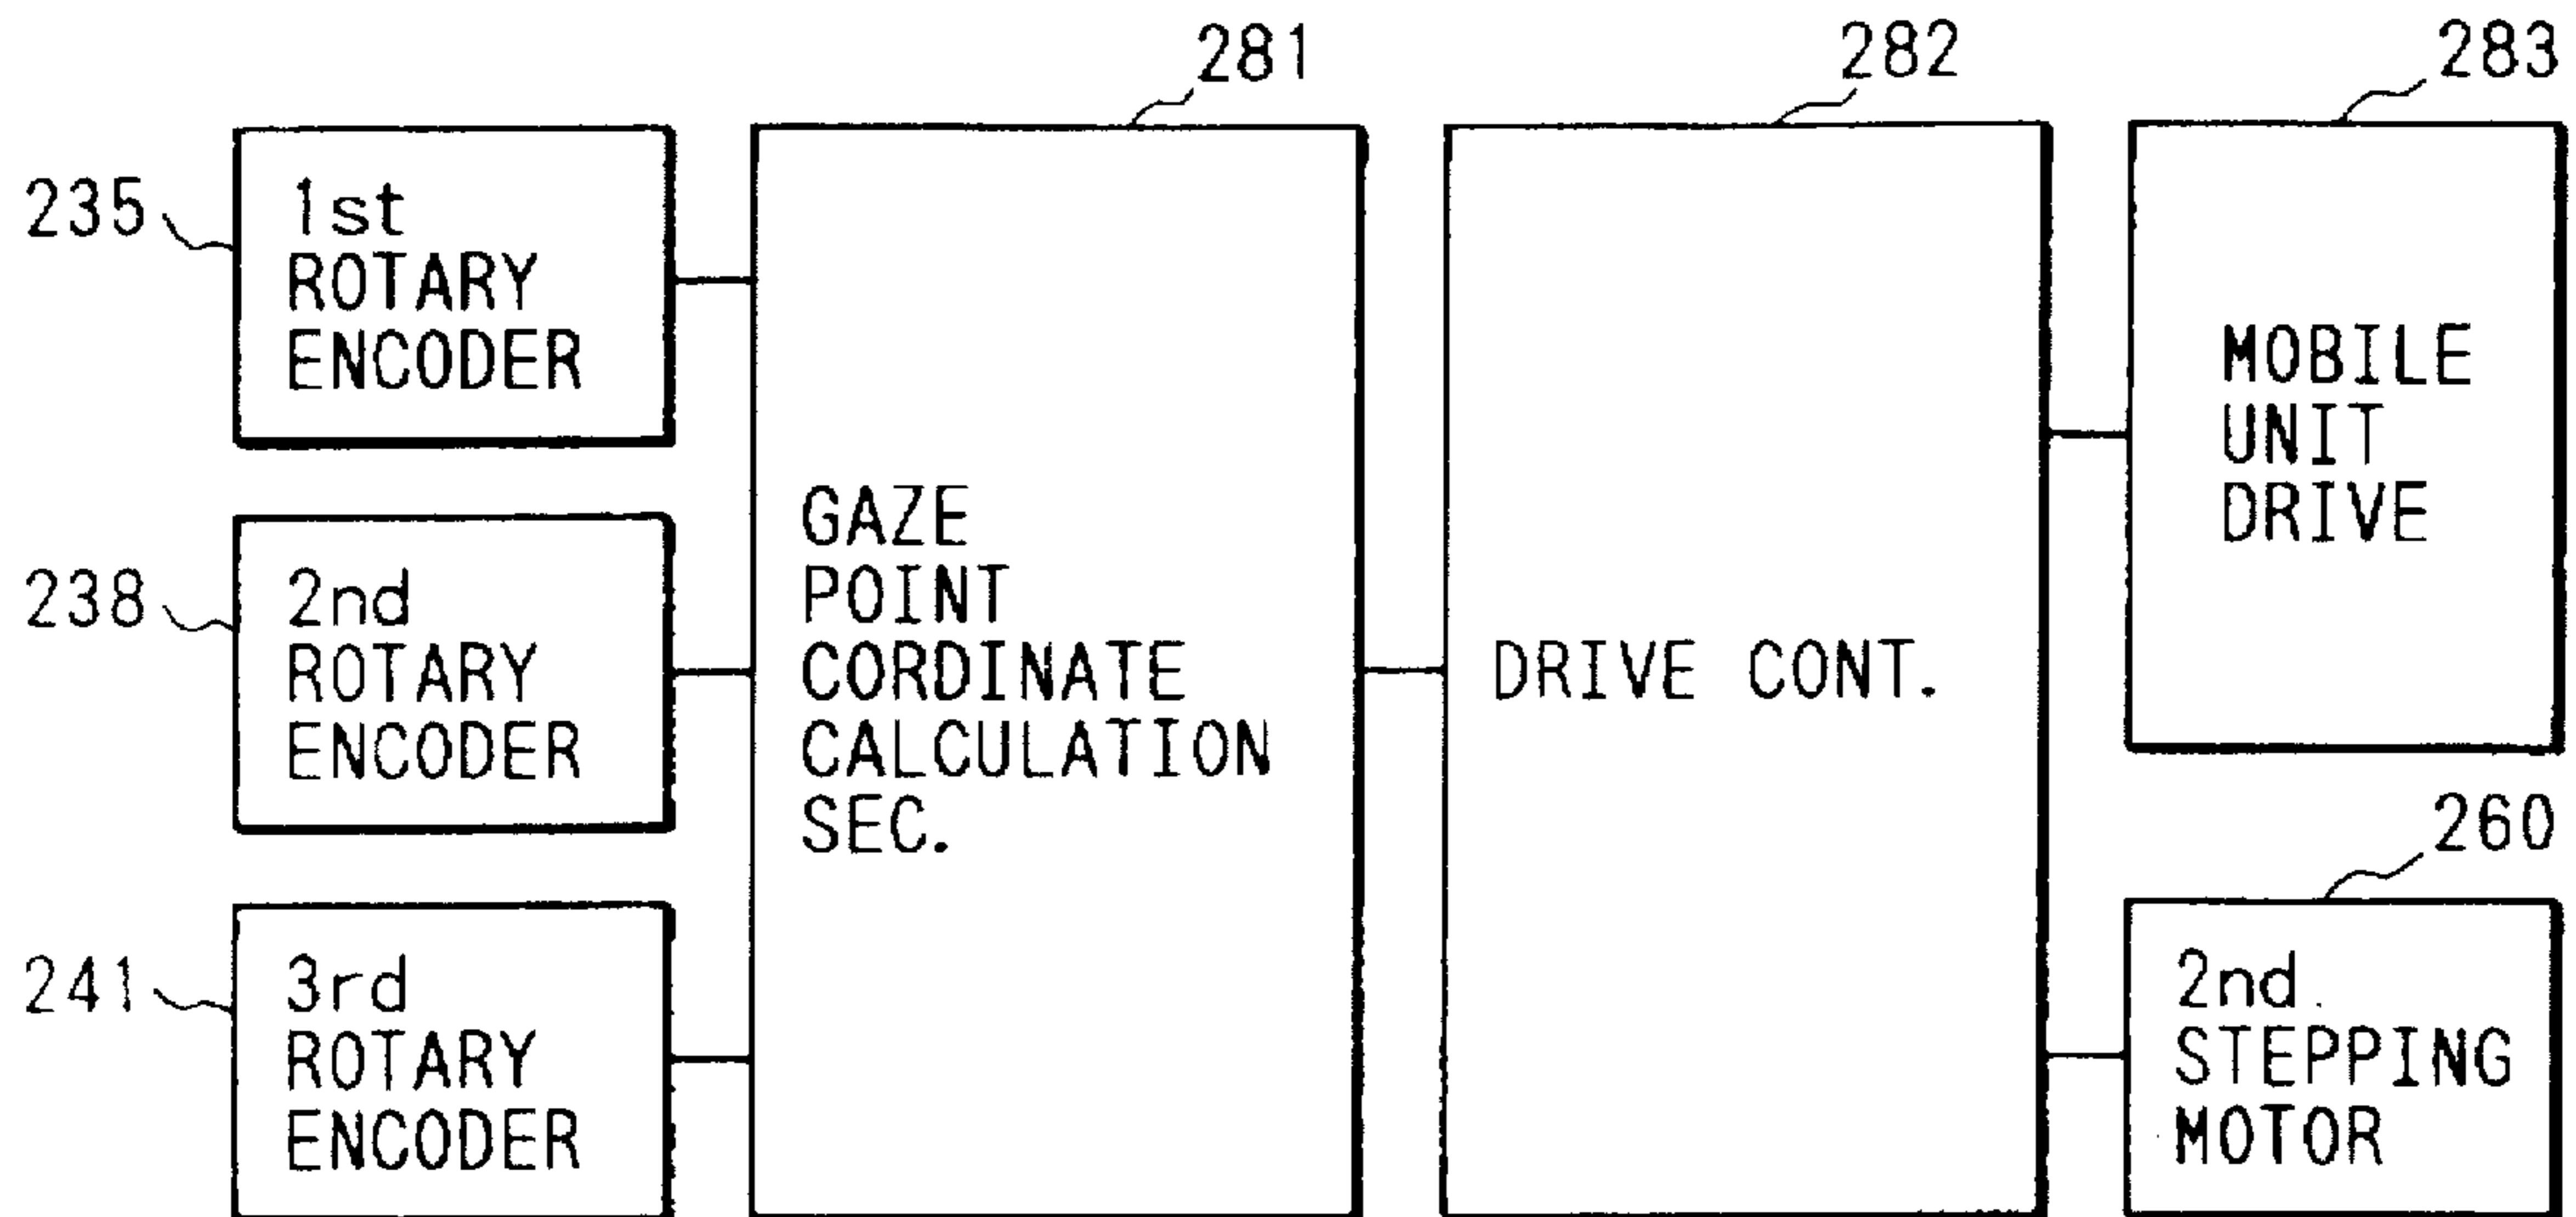 281
282
283
235
1st
ROTARY
ENCODER
238
2nd
ROTARY
ENCODER
241
3rd
ROTARY
ENCODER
GAZE
POINT
CORDINATE
CALCULATION
SEC.
DRIVE CONT.
MOBILE
UNIT
DRIVE
260
2nd
STEPPING
MOTOR